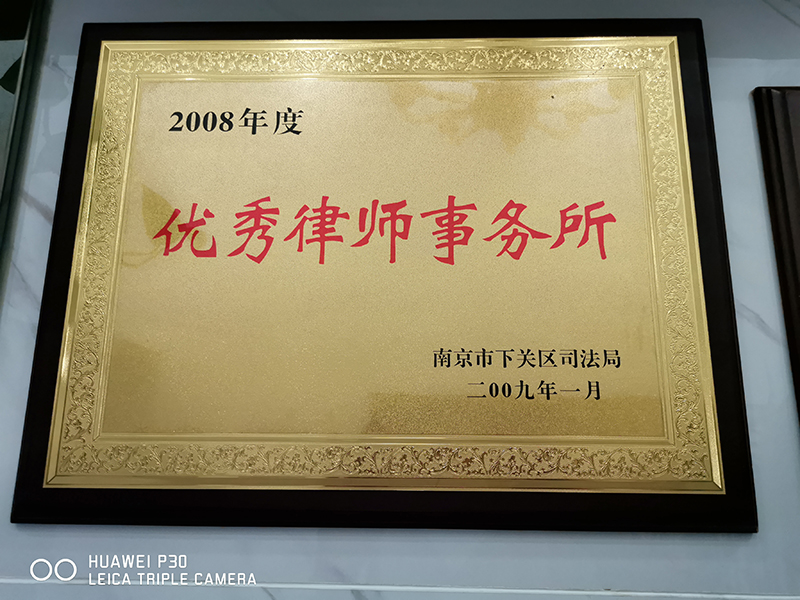 2008年度
优秀律师事务所
南京市下关区司法局
二00九年一月
HUAWEI P30
LEICA TRIPLE CAMERA